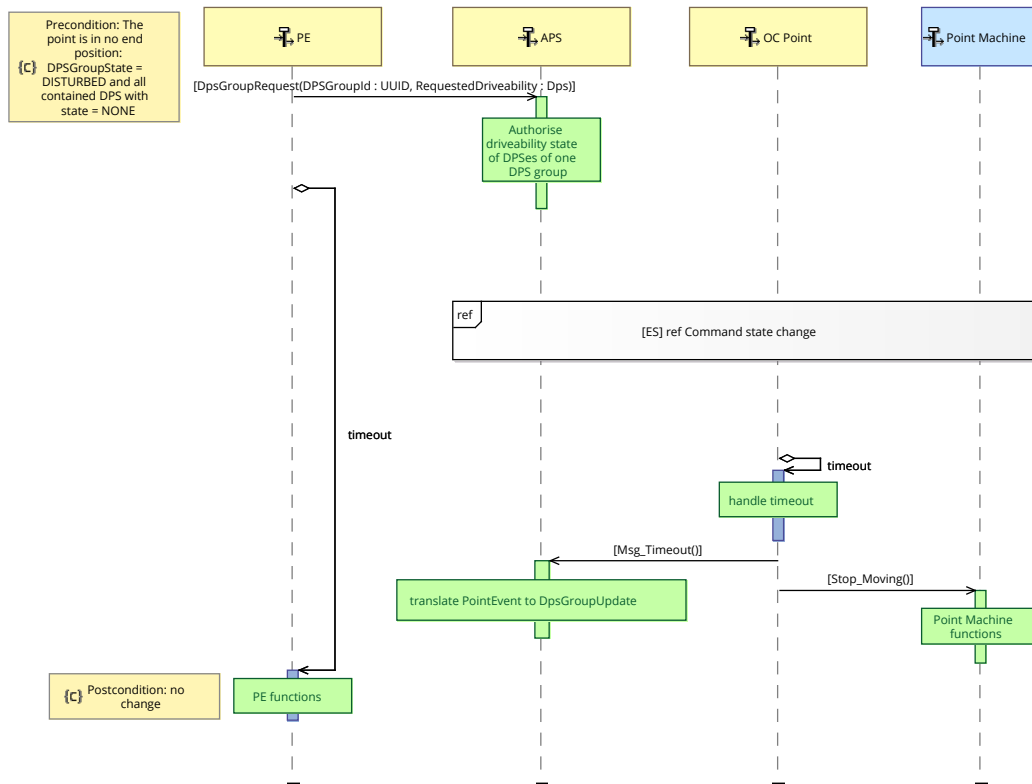 Precondition: The
point is in no end
position:
DPSGroupState =
DISTURBED and all
contained DPS with
state = NONE
{C}
PE
APS
OC Point
Point Machine
[DpsGroupRequest(DPSGroupId : UUID, RequestedDriveability : Dps)]
Authorise
driveability state
of DPSes of one
DPS group
ref
[ES] ref Command state change
timeout
timeout
handle timeout
[Msg_Timeout()]
[Stop_Moving()]
translate PointEvent to DpsGroupUpdate
Point Machine
functions
{C}
Postcondition: no
change
PE functions